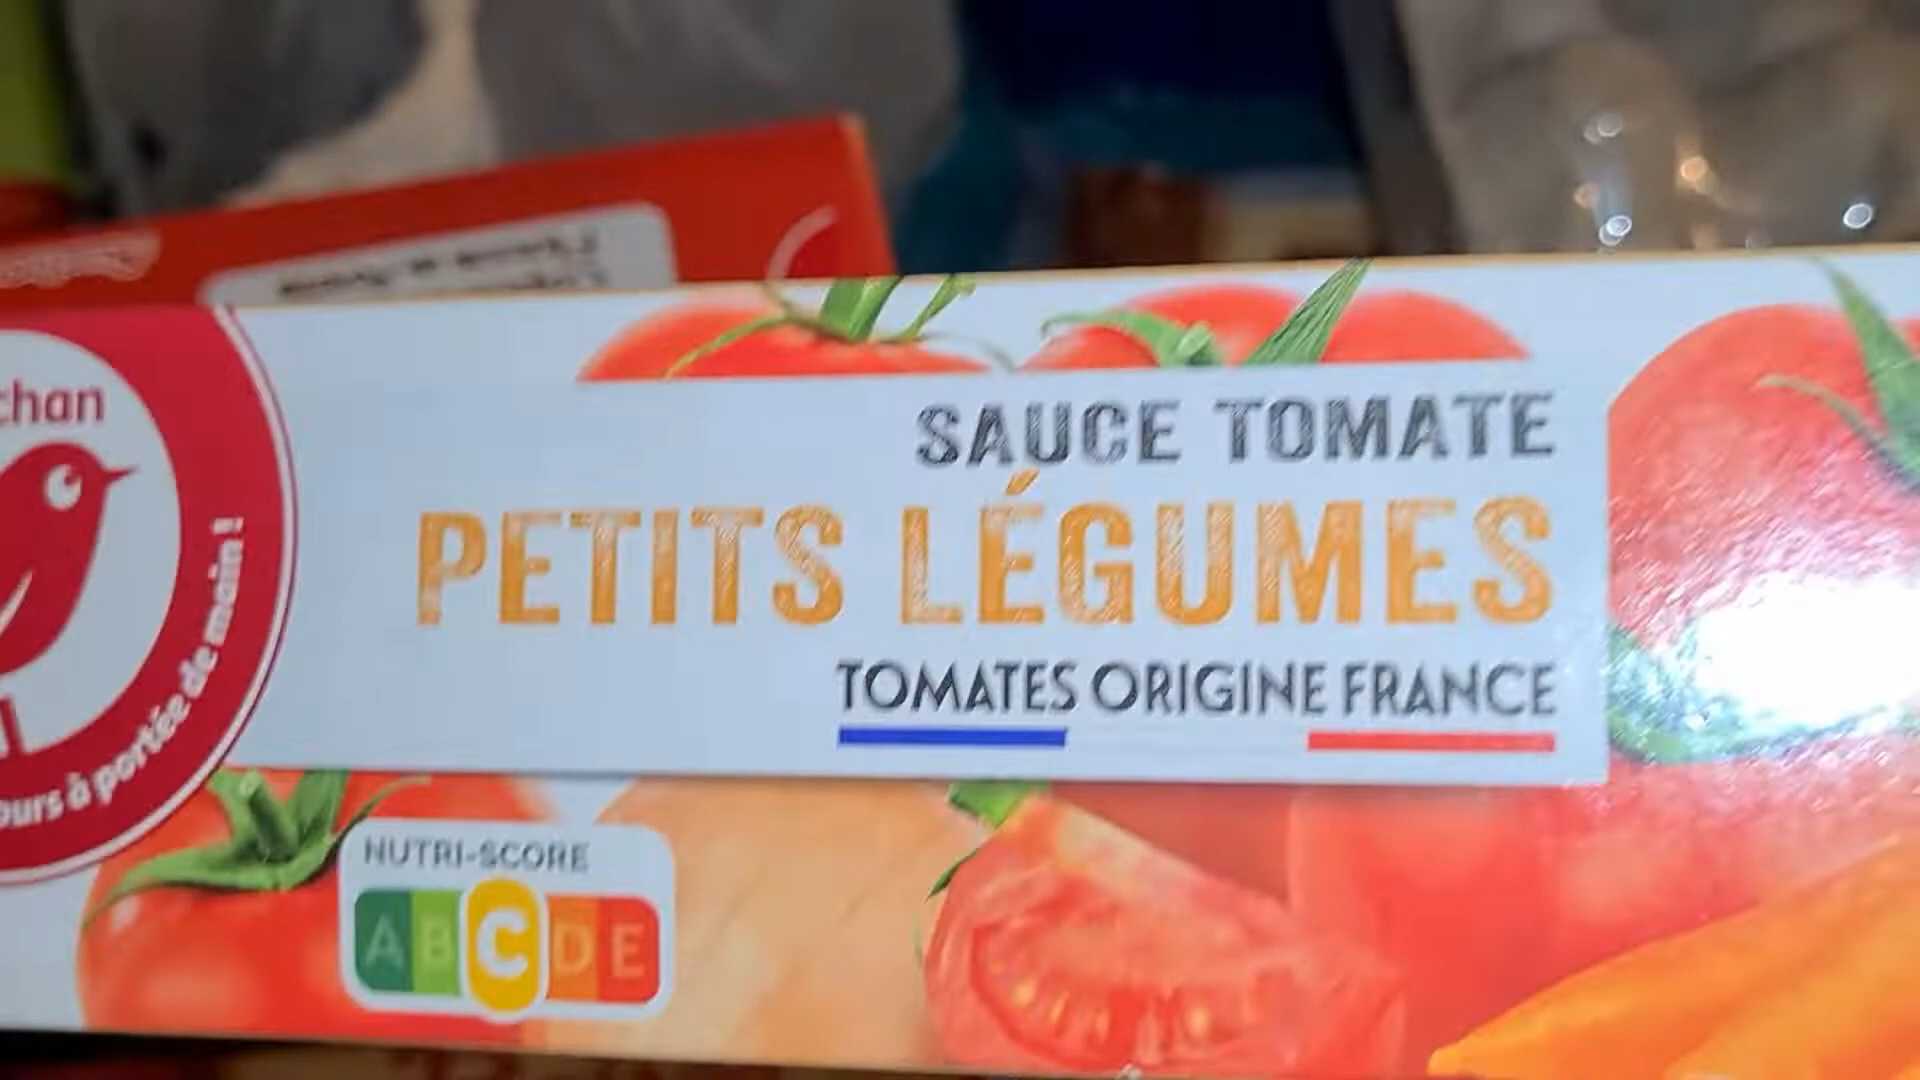 chan
ours à portée de main !
SAUCE TOMATE
PETITS LÉGUMES
TOMATES ORIGINE FRANCE
NUTRI-SCORE
A B C D E